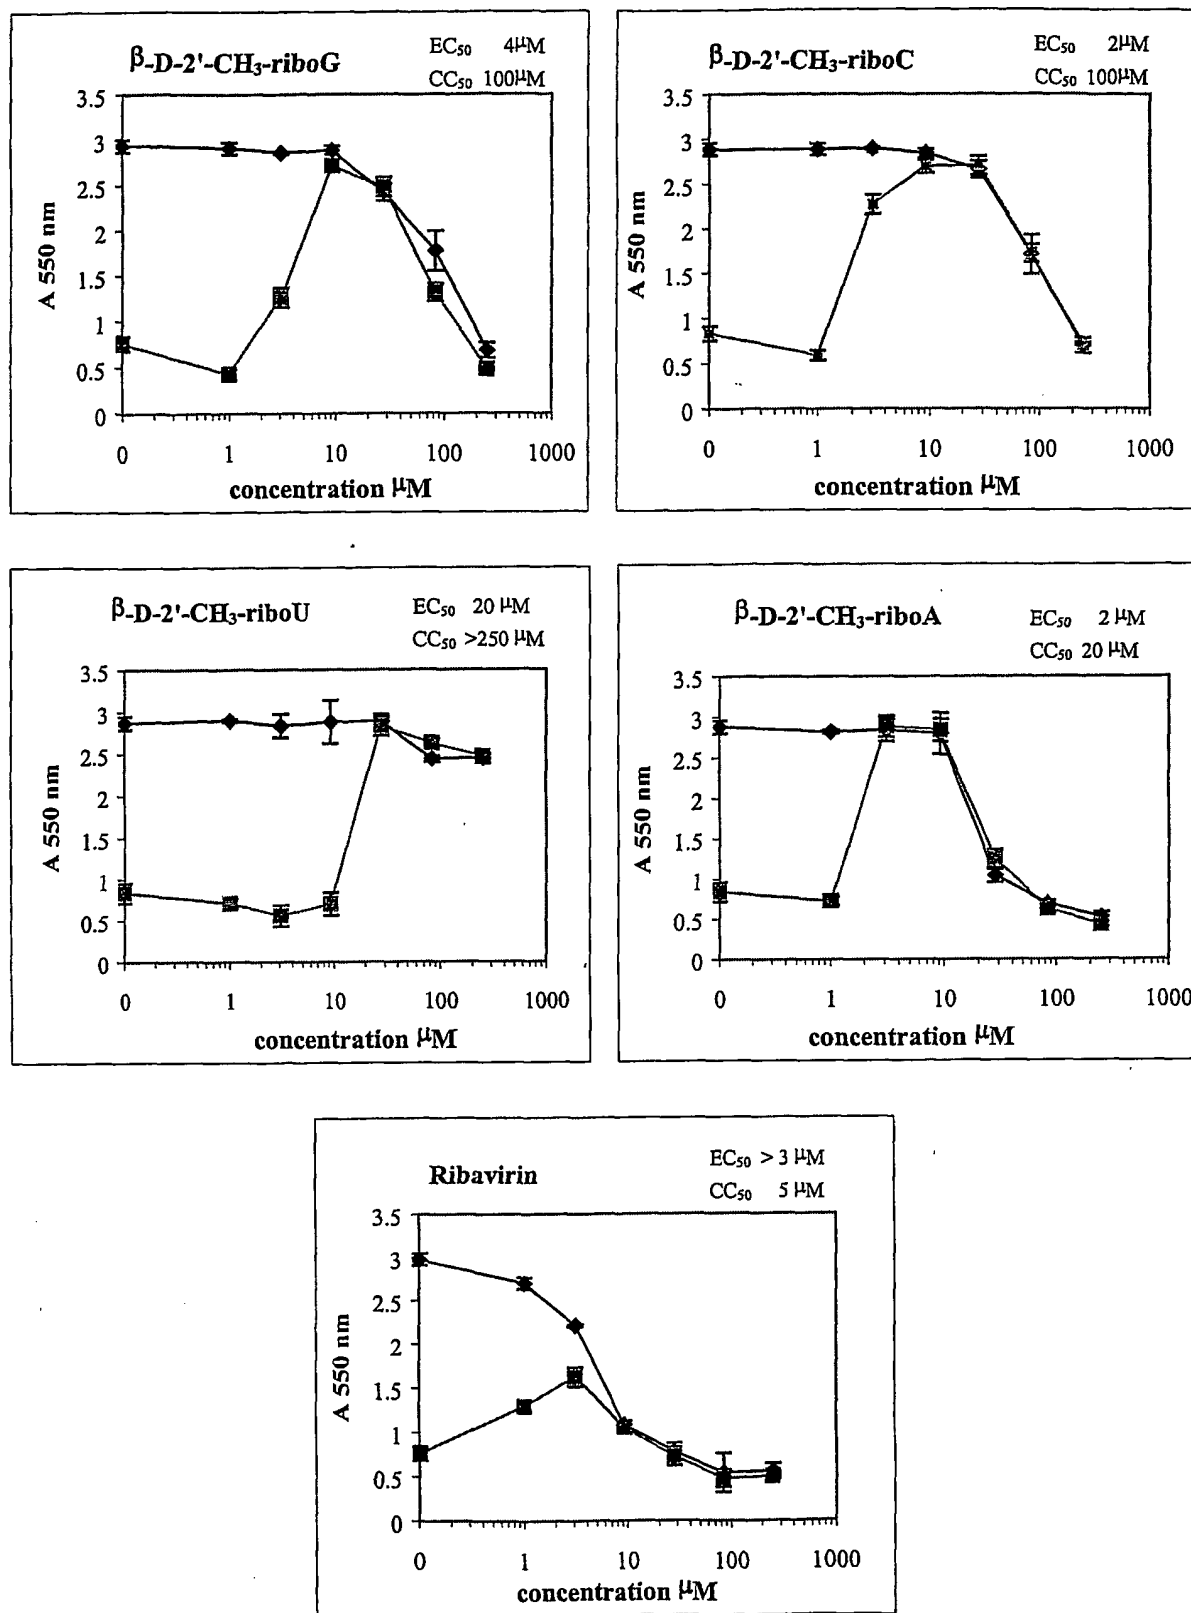 β-D-2'-CH₃-riboG
EC₅₀ 4µM
CC₅₀ 100µM
3.5
3
2.5
2
1.5
1
0.5
0
A 550 nm
0 1 10 100 1000
concentration µM
β-D-2'-CH₃-riboC
EC₅₀ 2µM
CC₅₀ 100µM
3.5
3
2.5
2
1.5
1
0.5
0
A 550 nm
0 1 10 100 1000
concentration µM
β-D-2'-CH₃-riboU
EC₅₀ 20 µM
CC₅₀ >250 µM
3.5
3
2.5
2
1.5
1
0.5
0
A 550 nm
0 1 10 100 1000
concentration µM
β-D-2'-CH₃-riboA
EC₅₀ 2 µM
CC₅₀ 20 µM
3.5
3
2.5
2
1.5
1
0.5
0
A 550 nm
0 1 10 100 1000
concentration µM
Ribavirin
EC₅₀ > 3 µM
CC₅₀ 5 µM
3.5
3
2.5
2
1.5
1
0.5
0
A 550 nm
0 1 10 100 1000
concentration µM